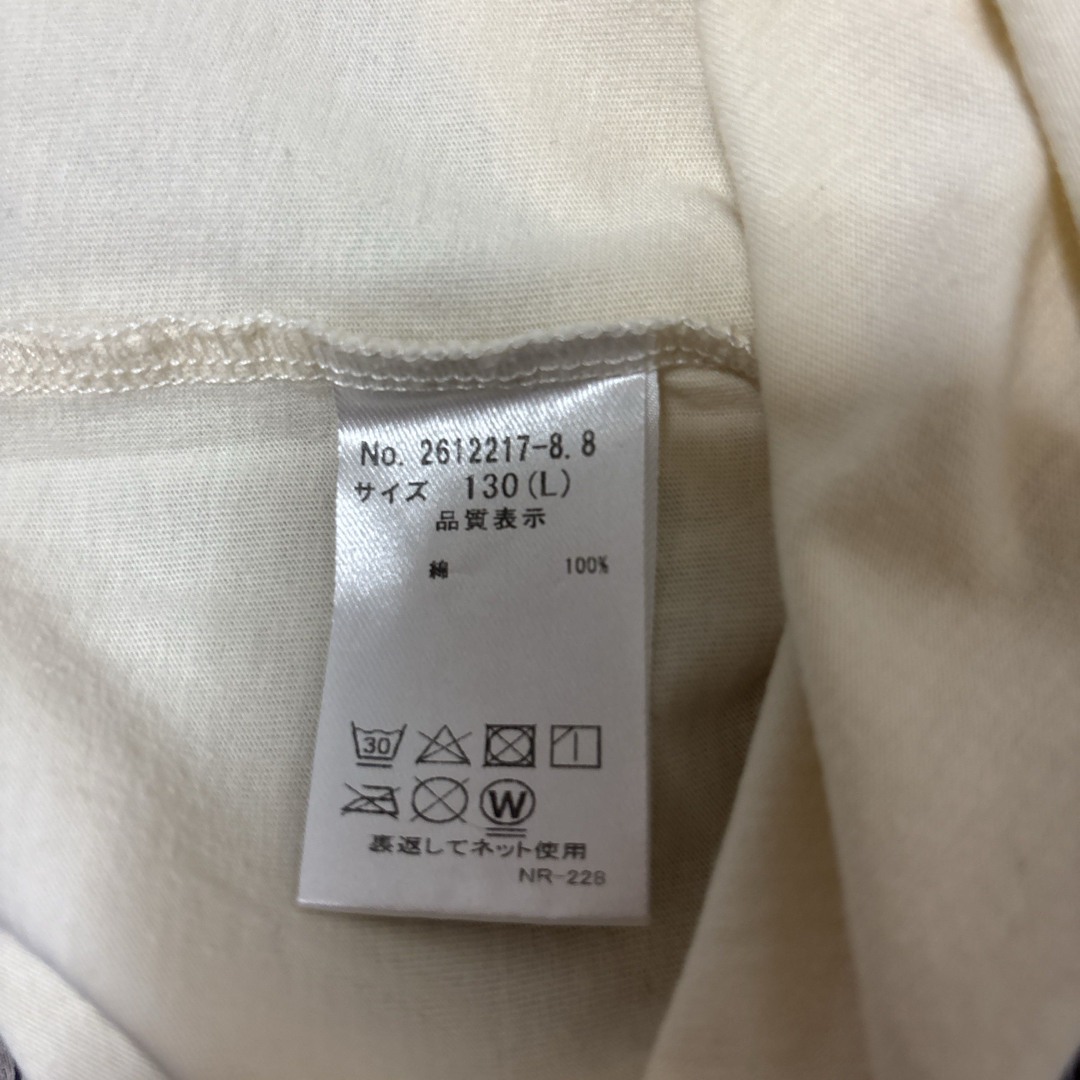 No. 2612217-8.8
サイズ 130(L)
品質表示
綿 100%
30
W
裏返してネット使用
NR-228